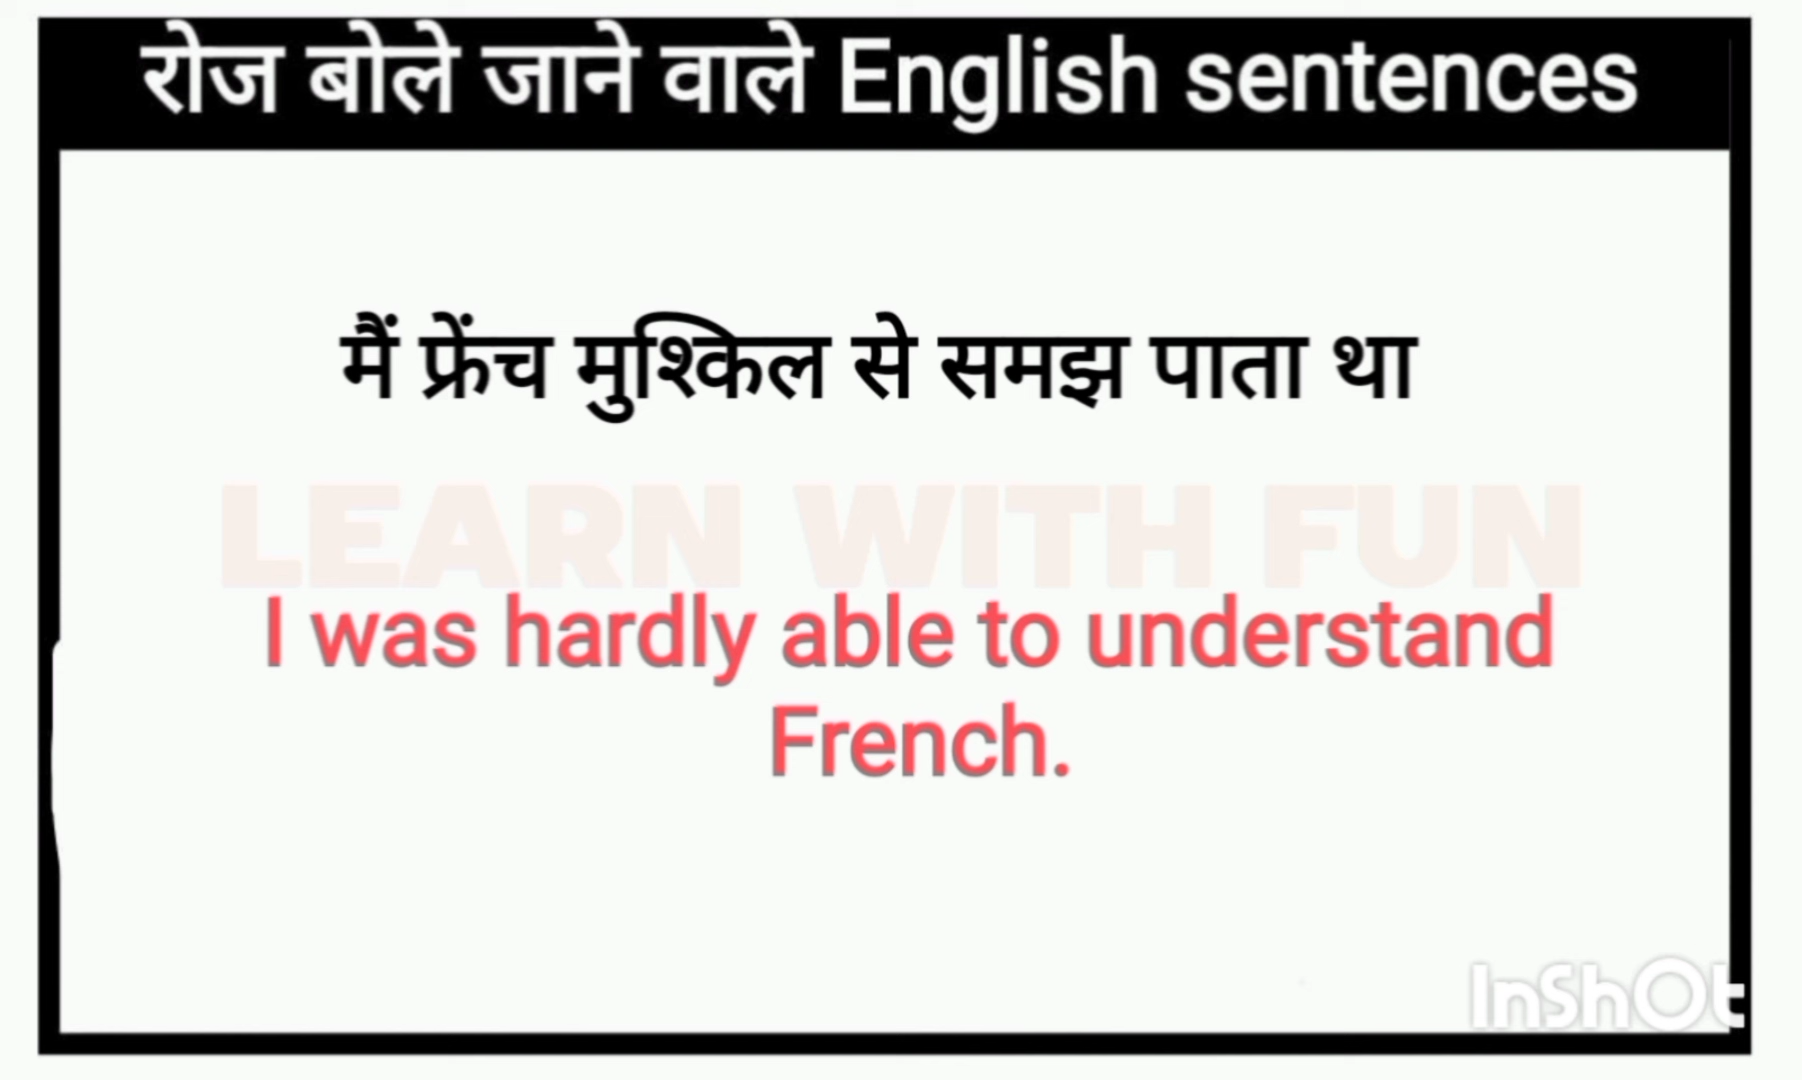 रोज बोले जाने वाले English sentences
मैं फ्रेंच मुश्किल से समझ पाता था
LEARN WITH FUN
I was hardly able to understand
French.
InShOt